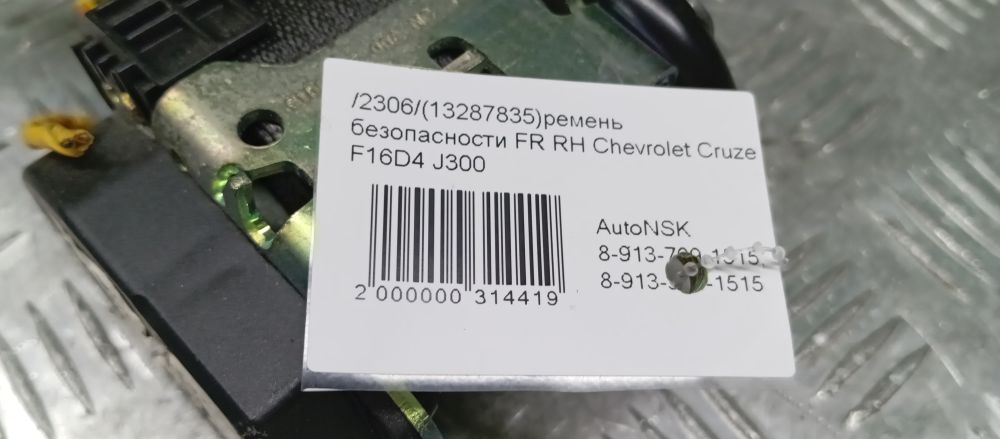 /2306/(13287835)ремень
безопасности FR RH Chevrolet Cruze
F16D4 J300
AutoNSK
2 000000 314419